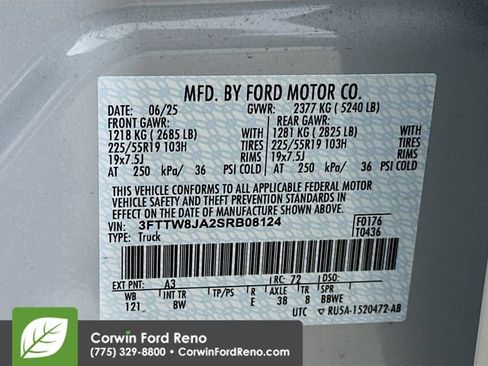 MFD. BY FORD MOTOR CO.
DATE: 06/25 GVWR: 2377 KG ( 5240 LB)
FRONT GAWR: REAR GAWR:
1218 KG ( 2685 LB) WITH 1281 KG ( 2825 LB) WITH
225/55R19 103H TIRES 225/55R19 103H TIRES
19x7.5J RIMS 19x7.5J RIMS
AT 250 kPa/ 36 PSI COLD AT 250 kPa/ 36 PSI COLD
THIS VEHICLE CONFORMS TO ALL APPLICABLE FEDERAL MOTOR
VEHICLE SAFETY AND BUMPER STANDARDS IN EFFECT
ON THE DATE OF MANUFACTURE SHOWN ABOVE.
VIN: 3FTTW8JA2SRB08124 F0176
TYPE: Truck T0436
EXT PNT: A3 RC: 72 DSO:
WB INT TR TP/PS R AXLE TR SPR
121 8W E 38 8 BBWE
UTC RU5A-1520472-AB
Corwin Ford Reno
(775) 329-8800 • CorwinFordReno.com